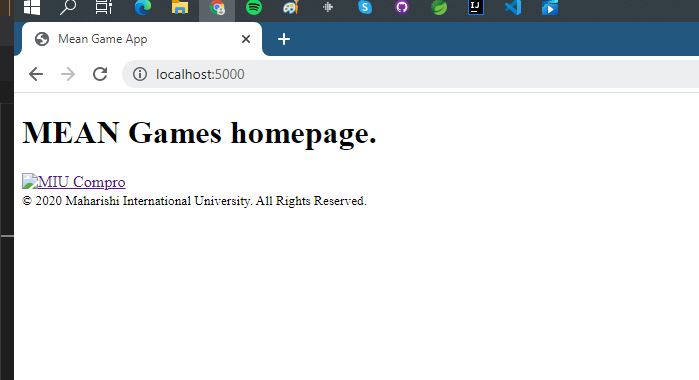 Mean Game App
localhost:5000
MEAN Games homepage.
MIU Compro
© 2020 Maharishi International University. All Rights Reserved.